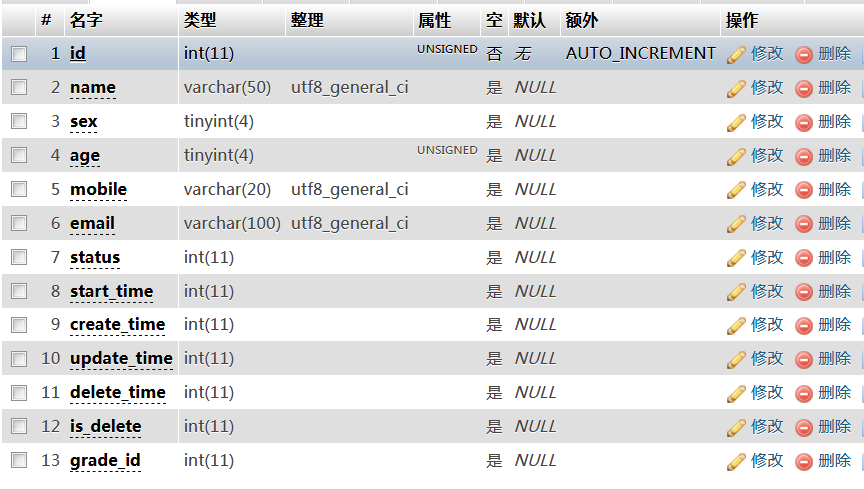 # 名字 类型 整理 属性 空 默认 额外 操作
1 id int(11) UNSIGNED 否 无 AUTO_INCREMENT 修改 删除
2 name varchar(50) utf8_general_ci 是 NULL 修改 删除
3 sex tinyint(4) 是 NULL 修改 删除
4 age tinyint(4) UNSIGNED 是 NULL 修改 删除
5 mobile varchar(20) utf8_general_ci 是 NULL 修改 删除
6 email varchar(100) utf8_general_ci 是 NULL 修改 删除
7 status int(11) 是 NULL 修改 删除
8 start_time int(11) 是 NULL 修改 删除
9 create_time int(11) 是 NULL 修改 删除
10 update_time int(11) 是 NULL 修改 删除
11 delete_time int(11) 是 NULL 修改 删除
12 is_delete int(11) 是 NULL 修改 删除
13 grade_id int(11) 是 NULL 修改 删除